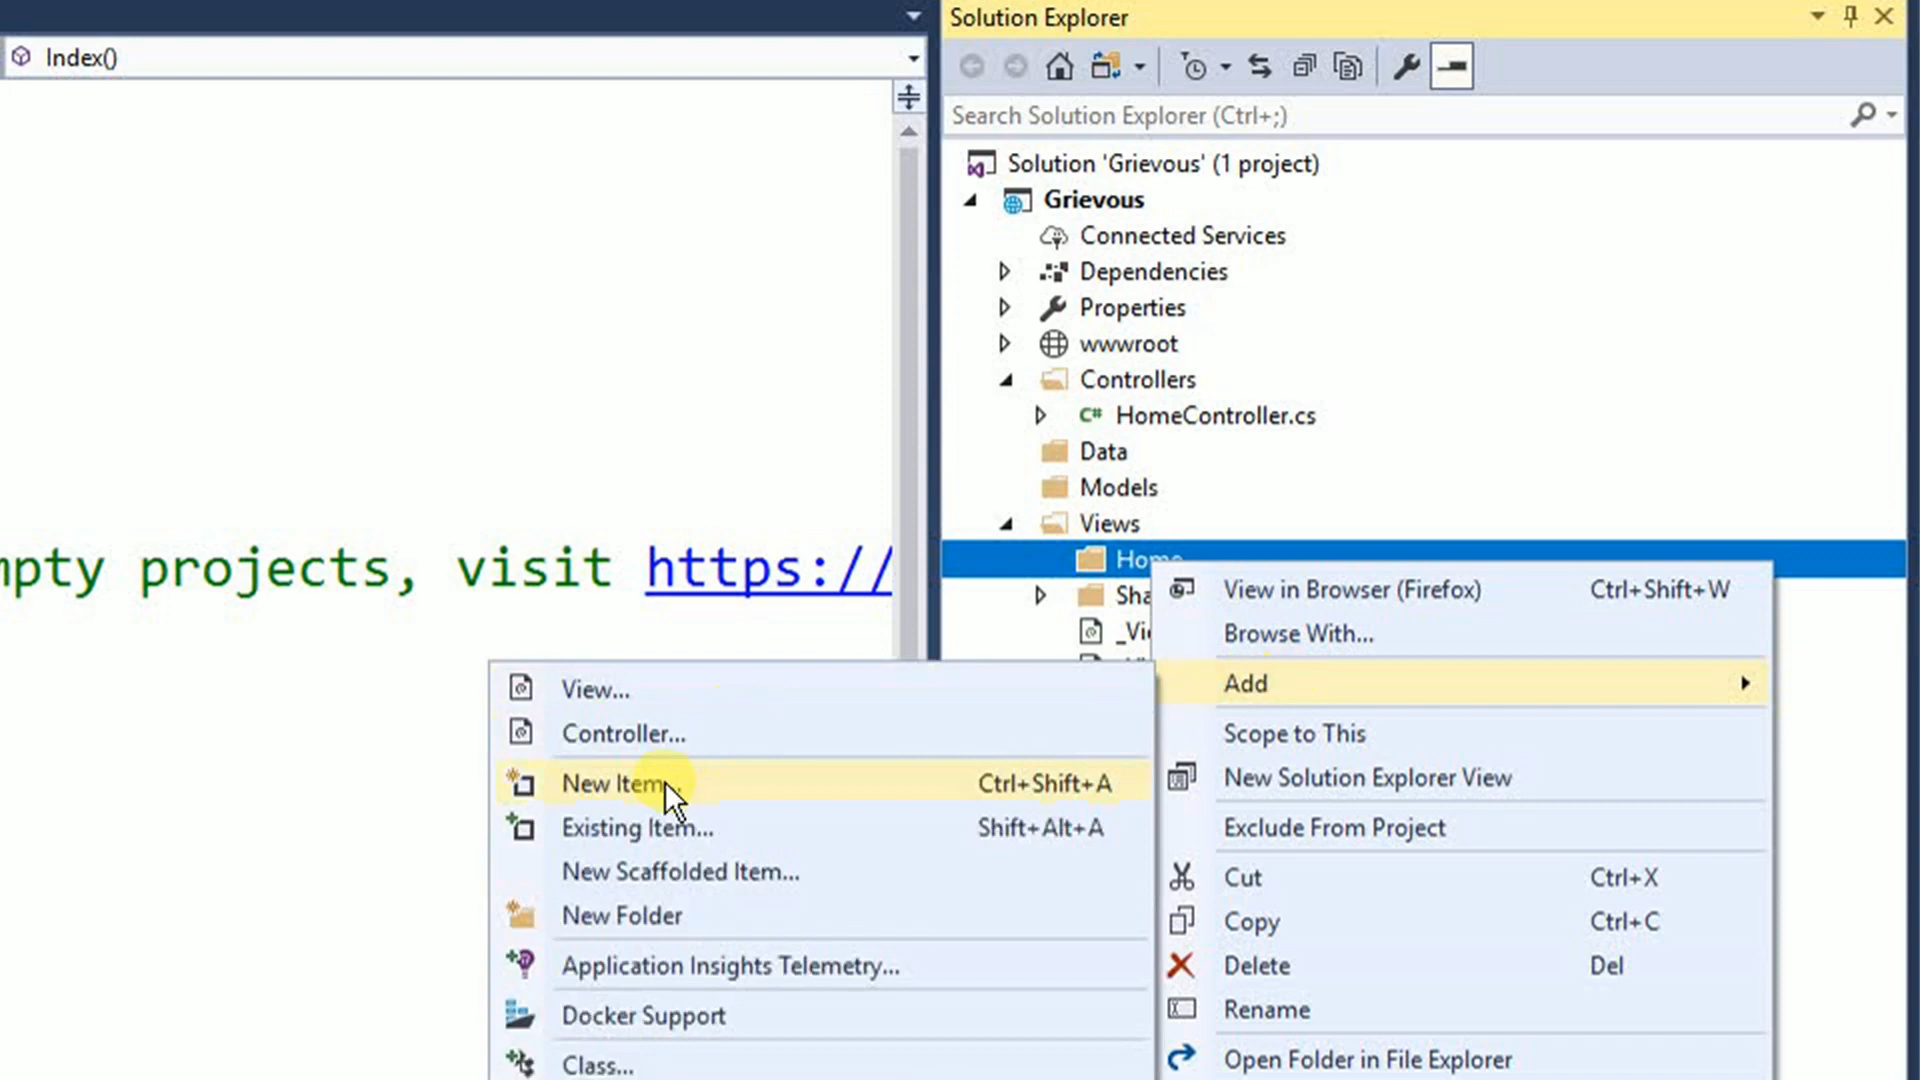 Solution Explorer
Index()
Search Solution Explorer (Ctrl+;)
Solution 'Grievous' (1 project)
Grievous
Connected Services
Dependencies
Properties
wwwroot
Controllers
C# HomeController.cs
Data
Models
Views
Home
mpty projects, visit https://
Sha
_Vi
View in Browser (Firefox) Ctrl+Shift+W
Browse With...
Add
Scope to This
New Solution Explorer View
Exclude From Project
Cut Ctrl+X
Copy Ctrl+C
Delete Del
Rename
Open Folder in File Explorer
View...
Controller...
New Item... Ctrl+Shift+A
Existing Item... Shift+Alt+A
New Scaffolded Item...
New Folder
Application Insights Telemetry...
Docker Support
Class...